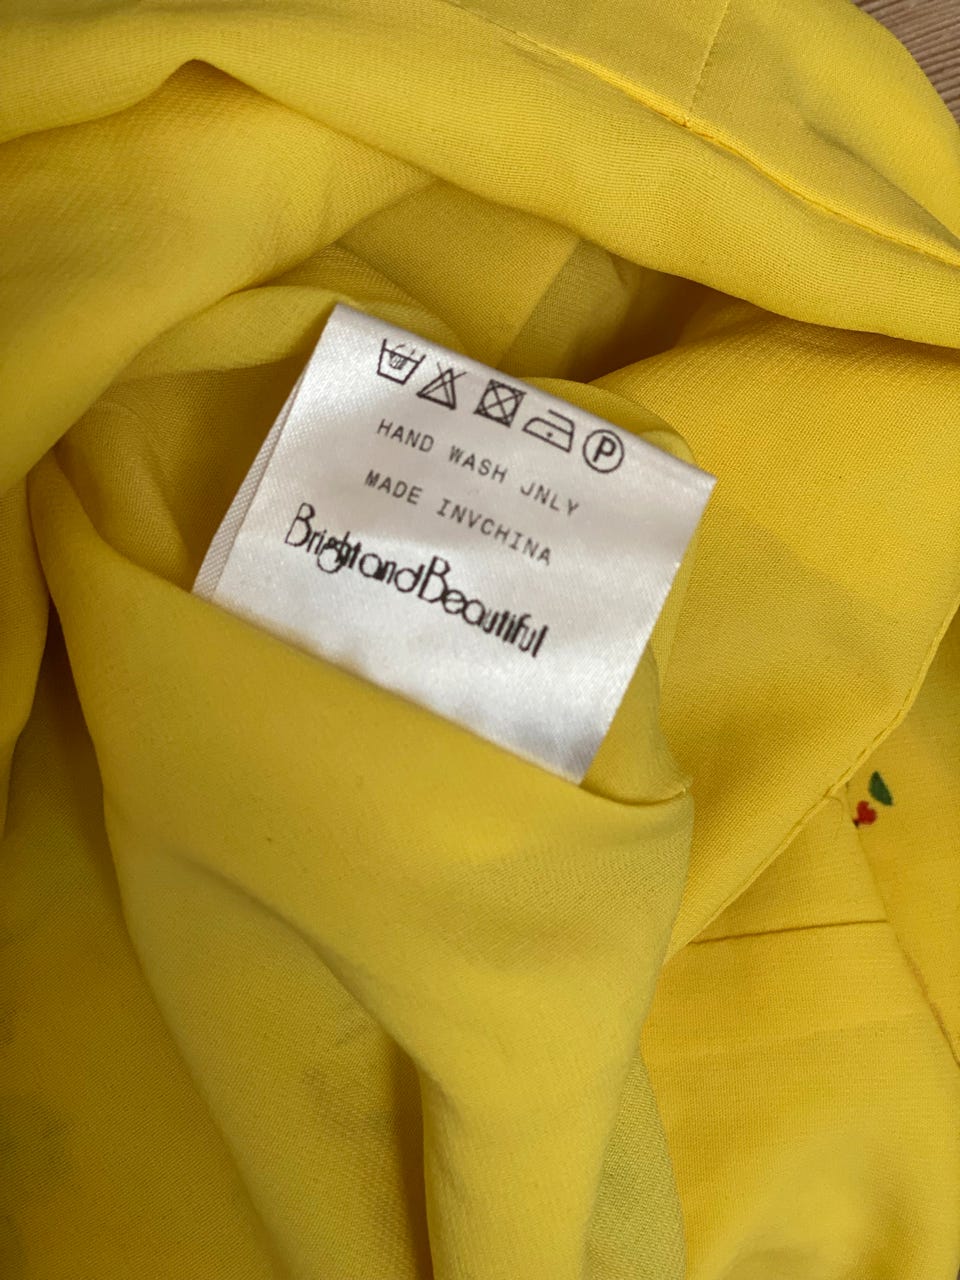 P
HAND WASH JNLY
MADE INVCHINA
BrightandBeautiful